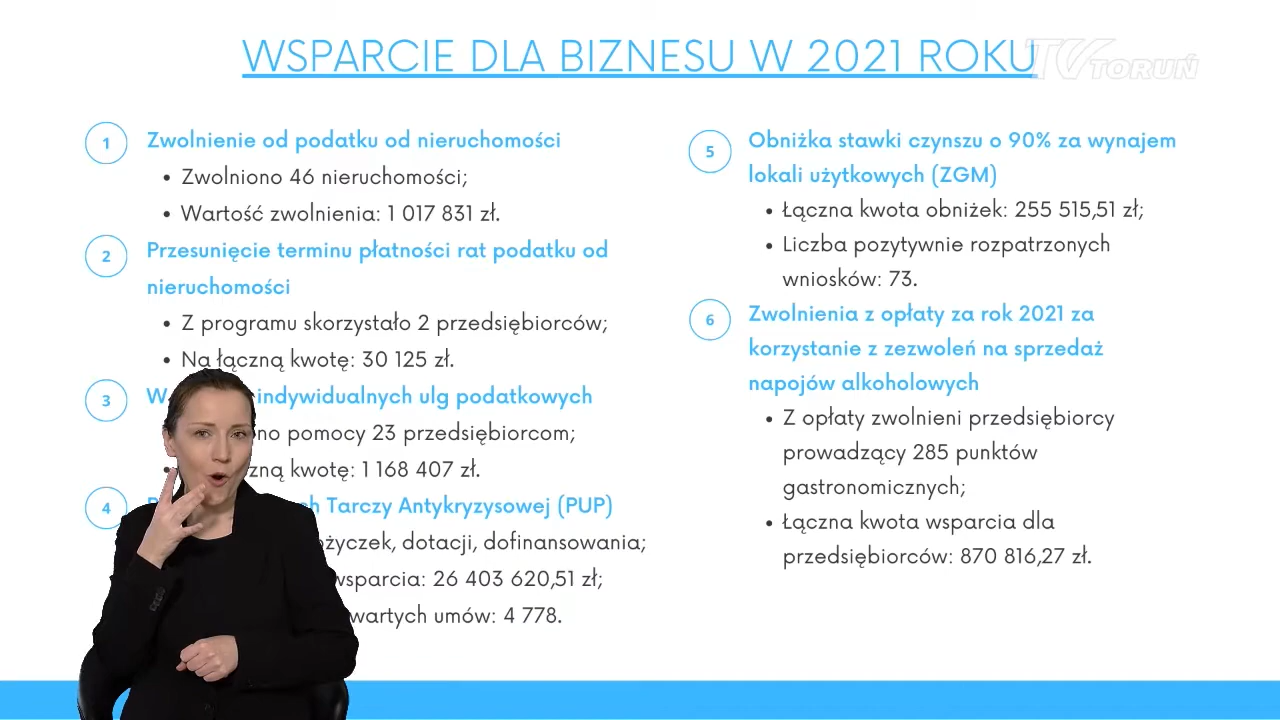 WSPARCIE DLA BIZNESU W 2021 ROKU
TV TORUŃ
1 Zwolnienie od podatku od nieruchomości
• Zwolniono 46 nieruchomości;
• Wartość zwolnienia: 1 017 831 zł.
2 Przesunięcie terminu płatności rat podatku od
nieruchomości
• Z programu skorzystało 2 przedsiębiorców;
• Na łączną kwotę: 30 125 zł.
3 indywidualnych ulg podatkowych
pomocy 23 przedsiębiorcom;
• kwotę: 1 168 407 zł.
4 Tarczy Antykryzysowej (PUP)
dotacji, dofinansowania;
wsparcia: 26 403 620,51 zł;
umów: 4 778.
5 Obniżka stawki czynszu o 90% za wynajem
lokali użytkowych (ZGM)
• Łączna kwota obniżek: 255 515,51 zł;
• Liczba pozytywnie rozpatrzonych
wniosków: 73.
6 Zwolnienia z opłaty za rok 2021 za
korzystanie z zezwoleń na sprzedaż
napojów alkoholowych
• Z opłaty zwolnieni przedsiębiorcy
prowadzący 285 punktów
gastronomicznych;
• Łączna kwota wsparcia dla
przedsiębiorców: 870 816,27 zł.